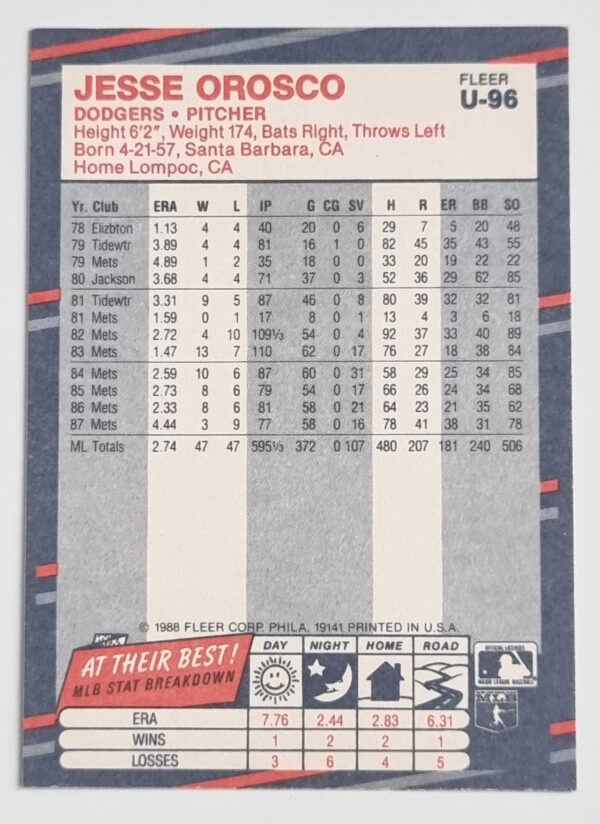 JESSE OROSCO
FLEER
U-96
DODGERS • PITCHER
Height 6'2", Weight 174, Bats Right, Throws Left
Born 4-21-57, Santa Barbara, CA
Home Lompoc, CA
Yr. Club ERA W L IP G CG SV H R ER BB SO
78 Elizbton 1.13 4 4 40 20 0 6 29 7 5 20 48
79 Tidewtr 3.89 4 4 81 16 1 0 82 45 35 43 55
79 Mets 4.89 1 2 35 18 0 0 33 20 19 22 22
80 Jackson 3.68 4 4 71 37 0 3 52 36 29 62 85
81 Tidewtr 3.31 9 5 87 46 0 8 80 39 32 32 81
81 Mets 1.59 0 1 17 8 0 1 13 4 3 6 18
82 Mets 2.72 4 10 109⅓ 54 0 4 92 37 33 40 89
83 Mets 1.47 13 7 110 62 0 17 76 27 18 38 84
84 Mets 2.59 10 6 87 60 0 31 58 29 25 34 85
85 Mets 2.73 8 6 79 54 0 17 66 26 24 34 68
86 Mets 2.33 8 6 81 58 0 21 64 23 21 35 62
87 Mets 4.44 3 9 77 58 0 16 78 41 38 31 78
ML Totals 2.74 47 47 595⅓ 372 0 107 480 207 181 240 506
© 1988 FLEER CORP. PHILA. 19141 PRINTED IN U.S.A.
AT THEIR BEST!
MLB STAT BREAKDOWN
DAY NIGHT HOME ROAD
OFFICIAL LICENSEE
MAJOR LEAGUE BASEBALL
ERA 7.76 2.44 2.83 6.31
WINS 1 2 2 1
LOSSES 3 6 4 5